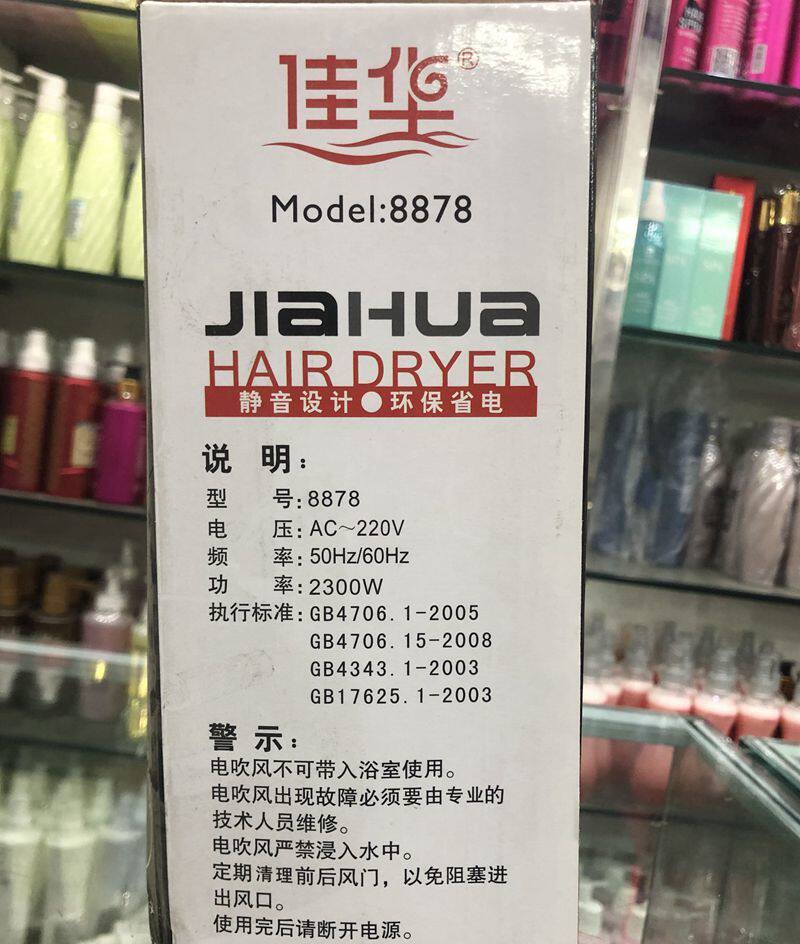 佳华®
Model:8878
JIAHUA
HAIR DRYER
静音设计●环保省电
说 明：
型 号:8878
电 压:AC～220V
频 率:50Hz/60Hz
功 率:2300W
执行标准:GB4706.1-2005
GB4706.15-2008
GB4343.1-2003
GB17625.1-2003
警 示：
电吹风不可带入浴室使用。
电吹风出现故障必须要由专业的
技术人员维修。
电吹风严禁浸入水中。
定期清理前后风门，以免阻塞进
出风口。
使用完后请断开电源。